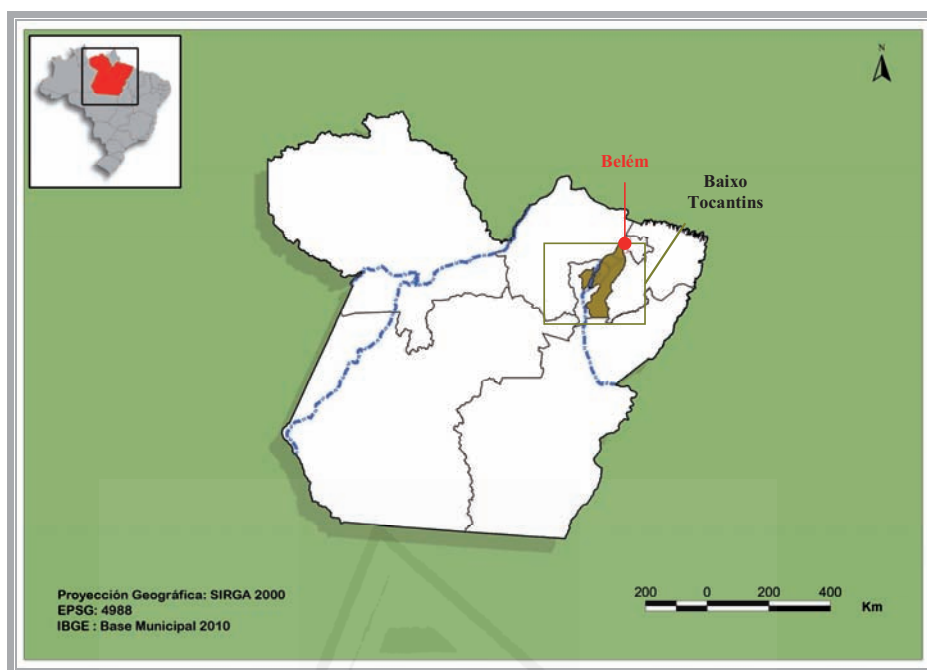 N
Belém
Baixo
Tocantins
Proyección Geográfica: SIRGA 2000
EPSG: 4988
IBGE : Base Municipal 2010
200 0 200 400
Km